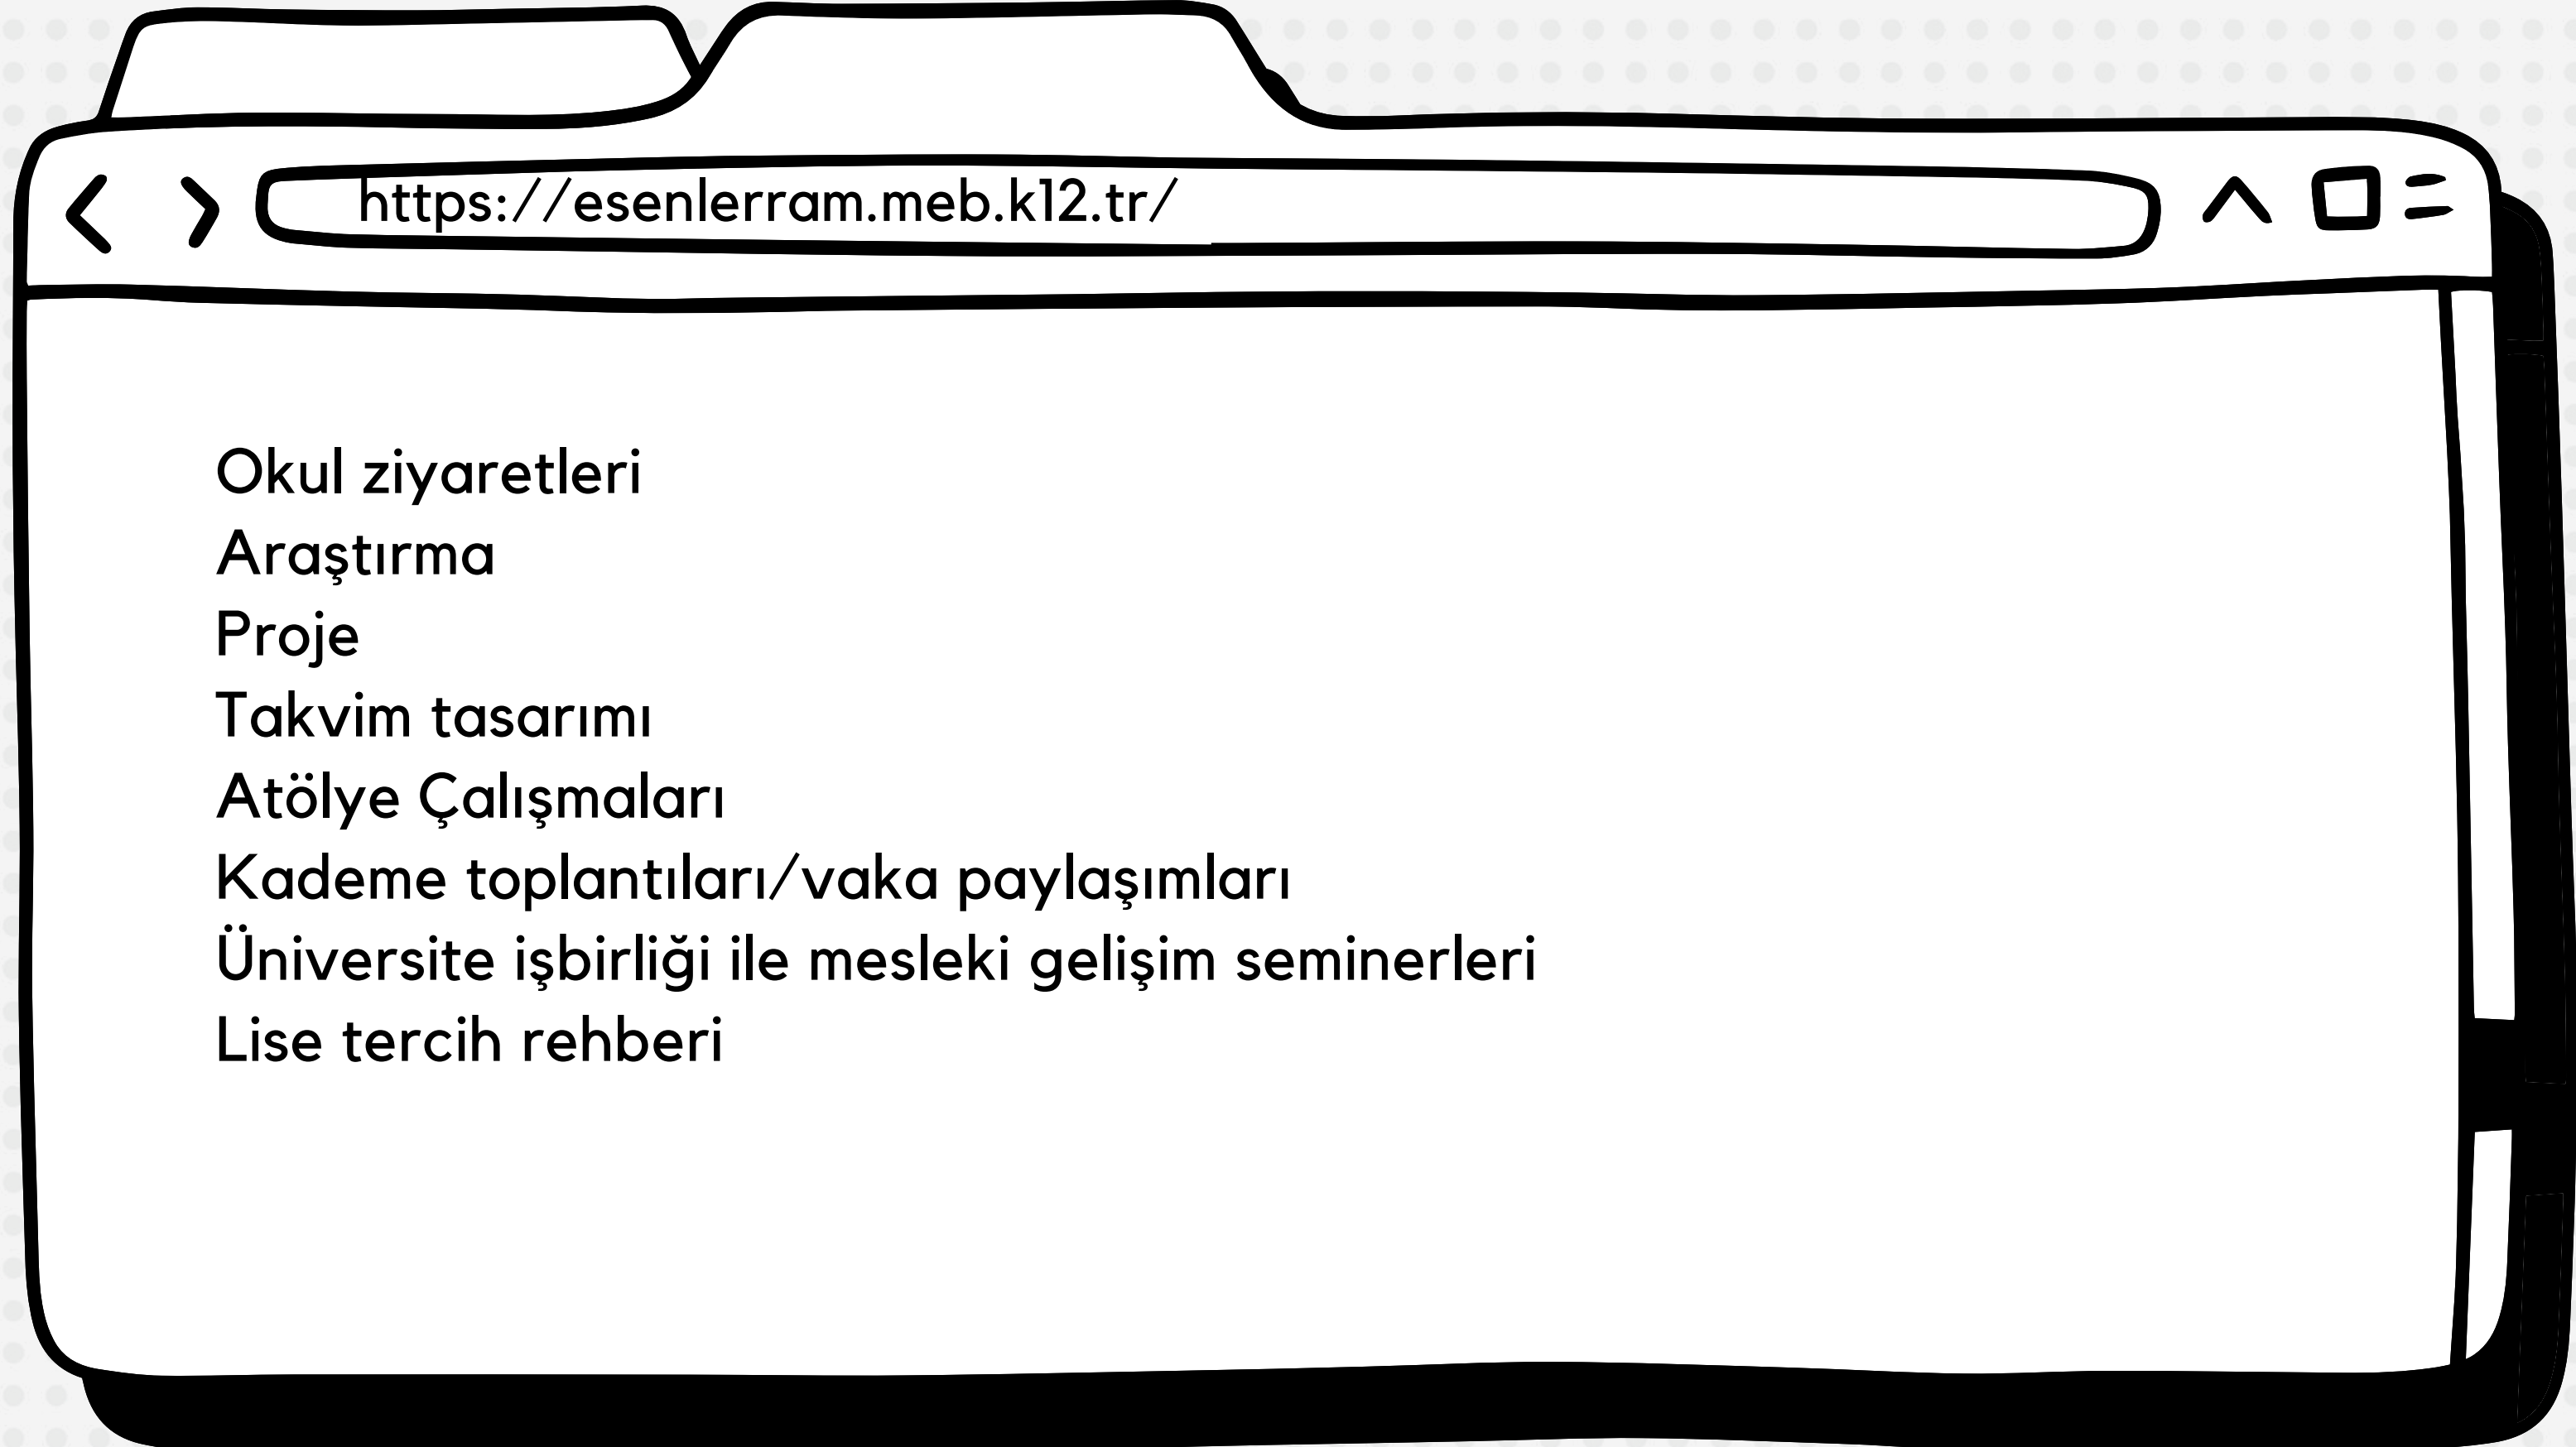 https://esenlerram.meb.k12.tr/
Okul ziyaretleri
Araştırma
Proje
Takvim tasarımı
Atölye Çalışmaları
Kademe toplantıları/vaka paylaşımları
Üniversite işbirliği ile mesleki gelişim seminerleri
Lise tercih rehberi